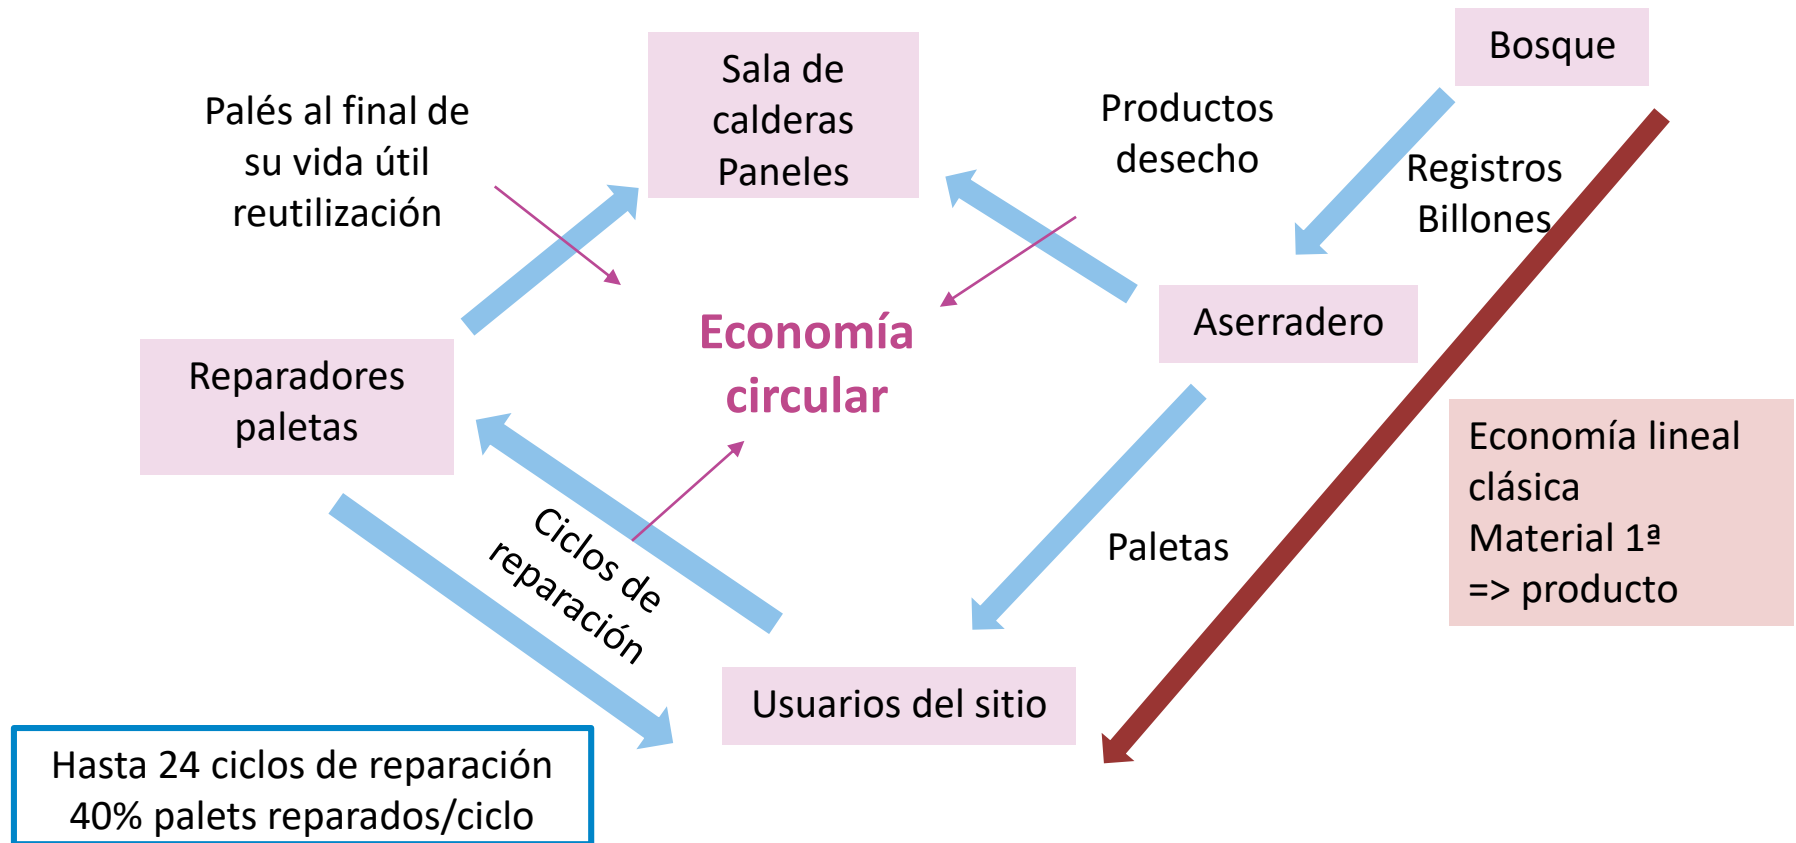 Bosque
Sala de
calderas
Paneles
Palés al final de
su vida útil
reutilización
Productos
desecho
Registros
Billones
Economía
circular
Aserradero
Reparadores
paletas
Economía lineal
clásica
Material 1ª
=> producto
Ciclos de
reparación
Paletas
Usuarios del sitio
Hasta 24 ciclos de reparación
40% palets reparados/ciclo